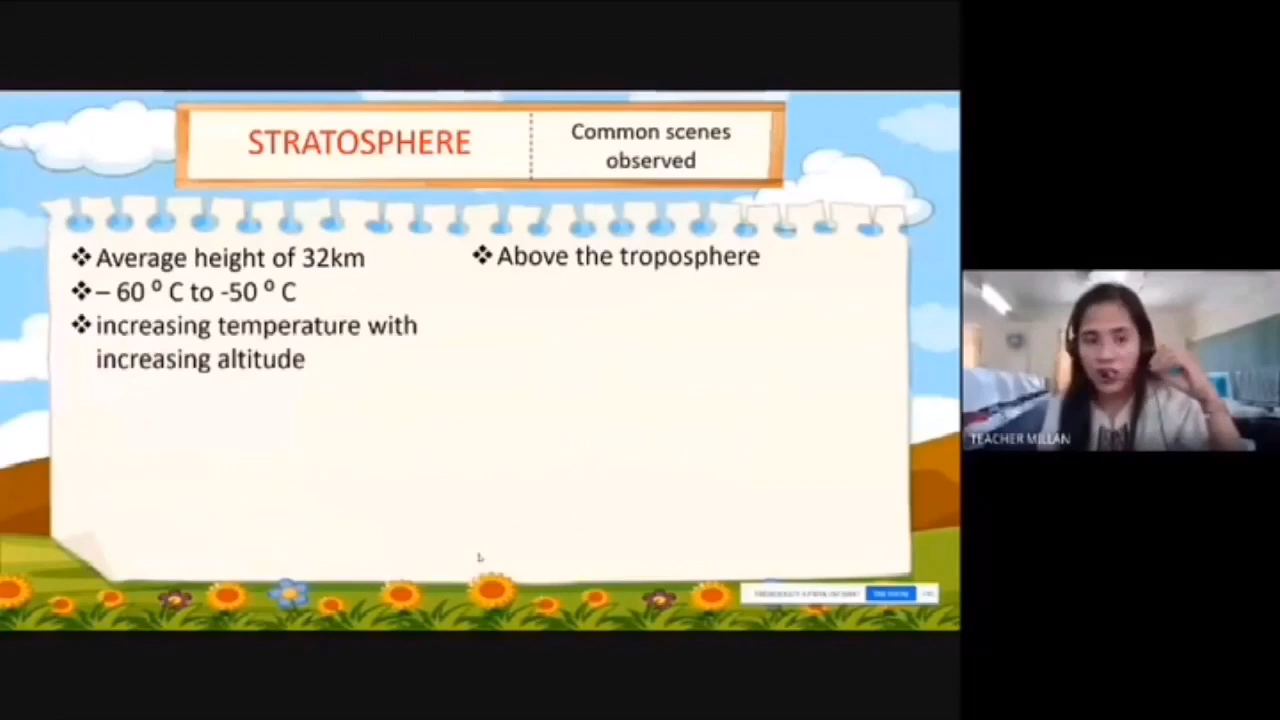 STRATOSPHERE
Common scenes
observed
❖Average height of 32km
❖– 60 ⁰ C to -50 ⁰ C
❖increasing temperature with
increasing altitude
❖Above the troposphere
TEACHER MILLAN